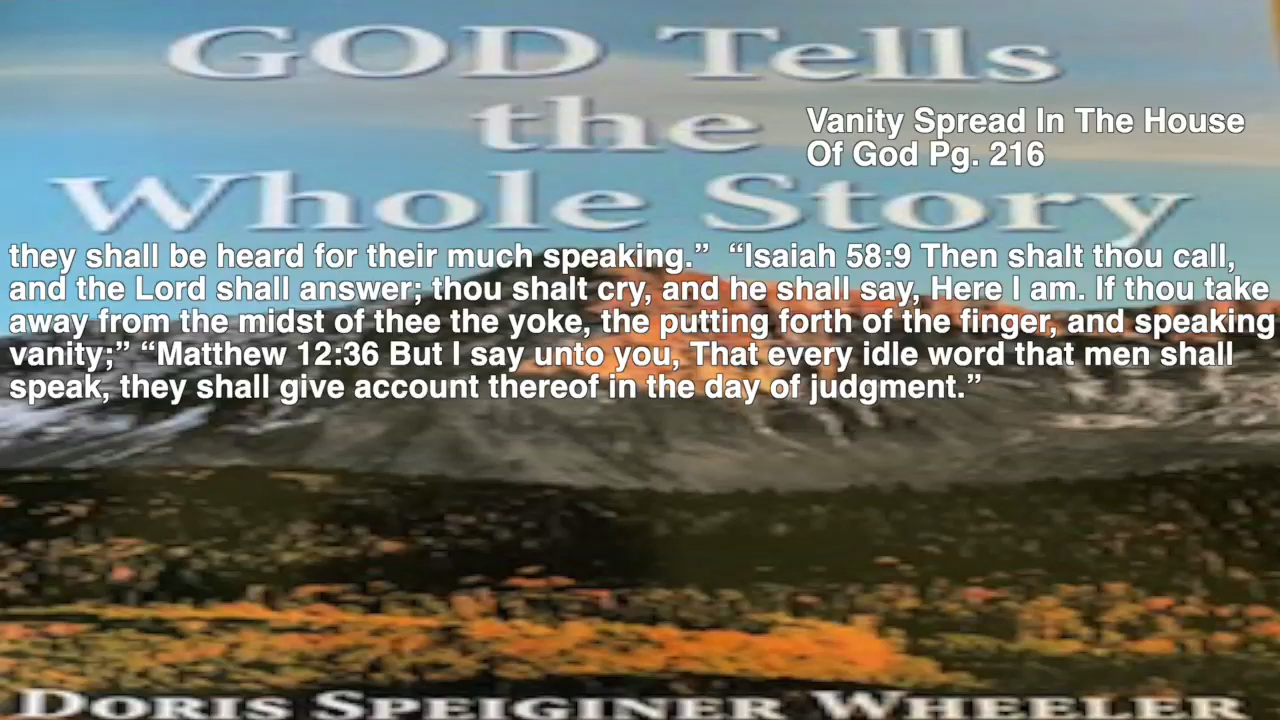 GOD Tells
the
Whole Story
Vanity Spread In The House
Of God Pg. 216
they shall be heard for their much speaking.”  “Isaiah 58:9 Then shalt thou call,
and the Lord shall answer; thou shalt cry, and he shall say, Here I am. If thou take
away from the midst of thee the yoke, the putting forth of the finger, and speaking
vanity;” “Matthew 12:36 But I say unto you, That every idle word that men shall
speak, they shall give account thereof in the day of judgment.”
DORIS SPEIGINER WHEELER